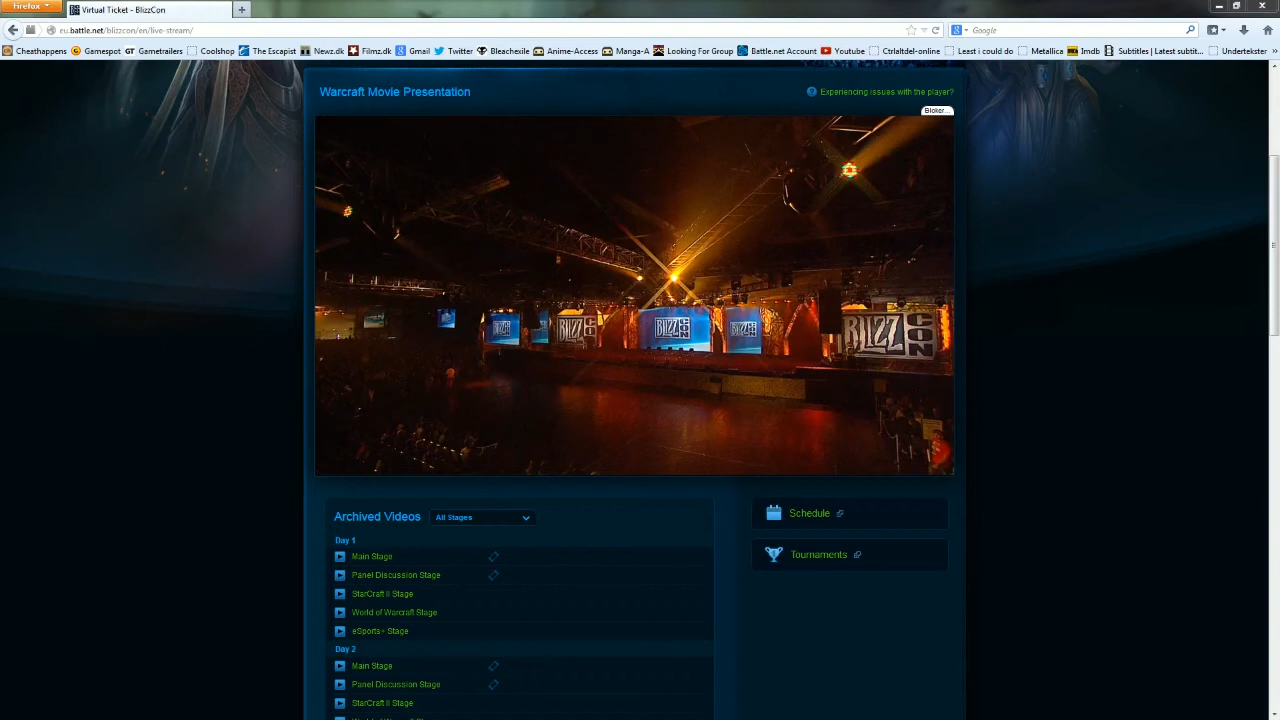 Firefox
Virtual Ticket - BlizzCon
eu.battle.net/blizzcon/en/live-stream/
Google
Cheathappens Gamespot Gametrailers Coolshop The Escapist Newz.dk Filmz.dk Gmail Twitter Bleachexile Anime-Access Manga-A Looking For Group Battle.net Account Youtube Ctrlaltdel-online Least i could do Metallica Imdb Subtitles | Latest subtit... Undertekster
Warcraft Movie Presentation
Experiencing issues with the player?
Bloker...
BLIZZCON
BLIZZCON
BLIZZCON
BLIZZCON
BLIZZCON
Archived Videos
All Stages
Day 1
Main Stage
Panel Discussion Stage
StarCraft II Stage
World of Warcraft Stage
eSports+ Stage
Day 2
Main Stage
Panel Discussion Stage
StarCraft II Stage
Schedule
Tournaments